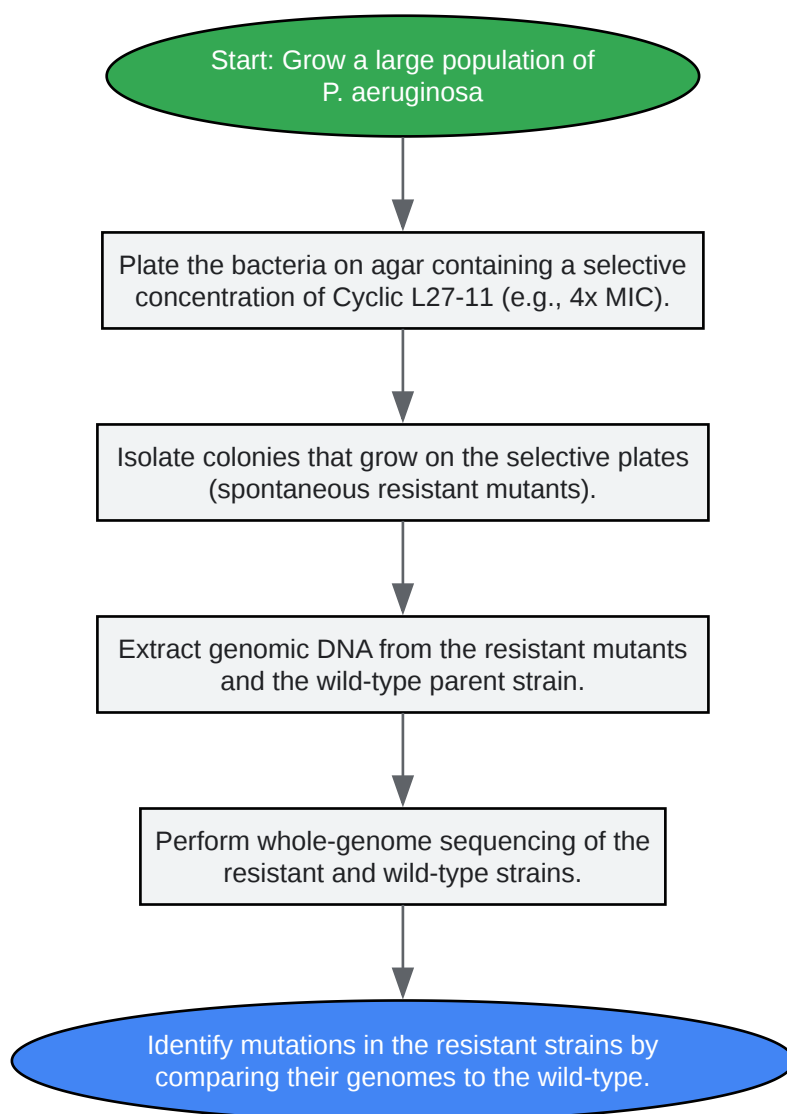 Start: Grow a large population of
P. aeruginosa
Plate the bacteria on agar containing a selective
concentration of Cyclic L27-11 (e.g., 4x MIC).
Isolate colonies that grow on the selective plates
(spontaneous resistant mutants).
Extract genomic DNA from the resistant mutants
and the wild-type parent strain.
Perform whole-genome sequencing of the
resistant and wild-type strains.
Identify mutations in the resistant strains by
comparing their genomes to the wild-type.